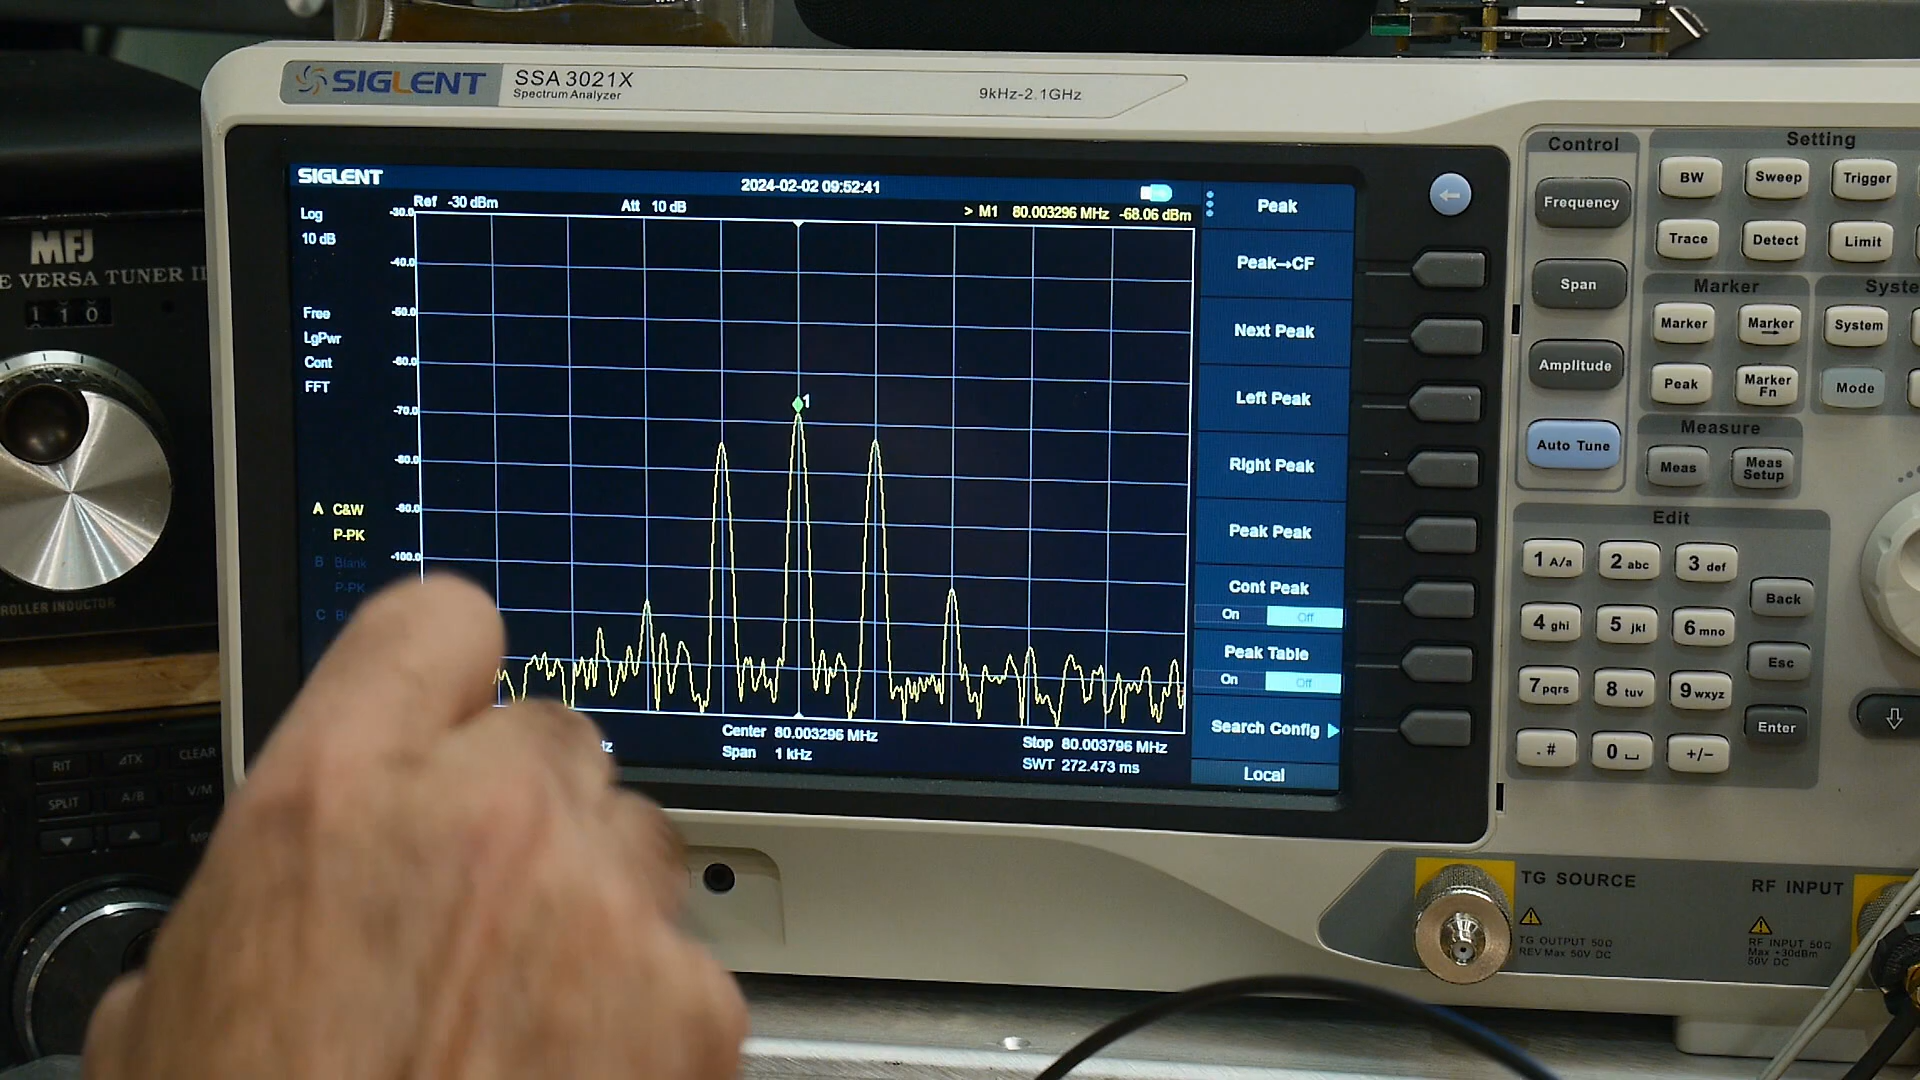 SIGLENT SSA 3021X
Spectrum Analyzer
9kHz-2.1GHz
SIGLENT
2024-02-02 09:52:41
Ref -30 dBm
Att 10 dB
> M1 80.003296 MHz -68.06 dBm
Log
10 dB
Free
LgPwr
Cont
FFT
A C&W
P-PK
B Blank
P-PK
C
-30.0
-40.0
-50.0
-60.0
-70.0
-80.0
-90.0
-100.0
1
Center 80.003296 MHz
Span 1 kHz
Stop 80.003796 MHz
SWT 272.473 ms
Peak
Peak→CF
Next Peak
Left Peak
Right Peak
Peak Peak
Cont Peak
On Off
Peak Table
On Off
Search Config
Local
Control
Frequency
Span
Amplitude
Auto Tune
Setting
BW
Sweep
Trigger
Trace
Detect
Limit
Marker
Marker
Marker→
Peak
Marker Fn
System
Mode
Measure
Meas
Meas Setup
Edit
1 A/a
2 abc
3 def
4 ghi
5 jkl
6 mno
7 pqrs
8 tuv
9 wxyz
. #
0
+/−
Back
Esc
Enter
TG SOURCE
TG OUTPUT 50Ω
REV Max 50V DC
RF INPUT
RF INPUT 50Ω
Max +30dBm
50V DC
MFJ
VERSA TUNER II
1 1 0
ROLLER INDUCTOR
RIT
CLEAR
SPLIT
A/B
V/M